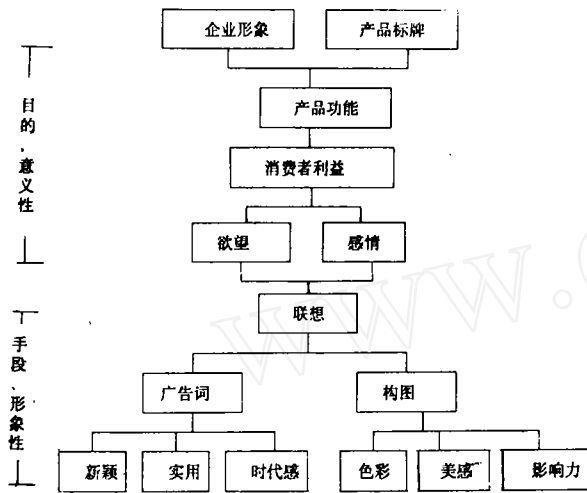 企业形象
产品标牌
产品功能
消费者利益
欲望
感情
联想
广告词
构图
新颖
实用
时代感
色彩
美感
影响力
目的、意义性
手段、形象性
www.